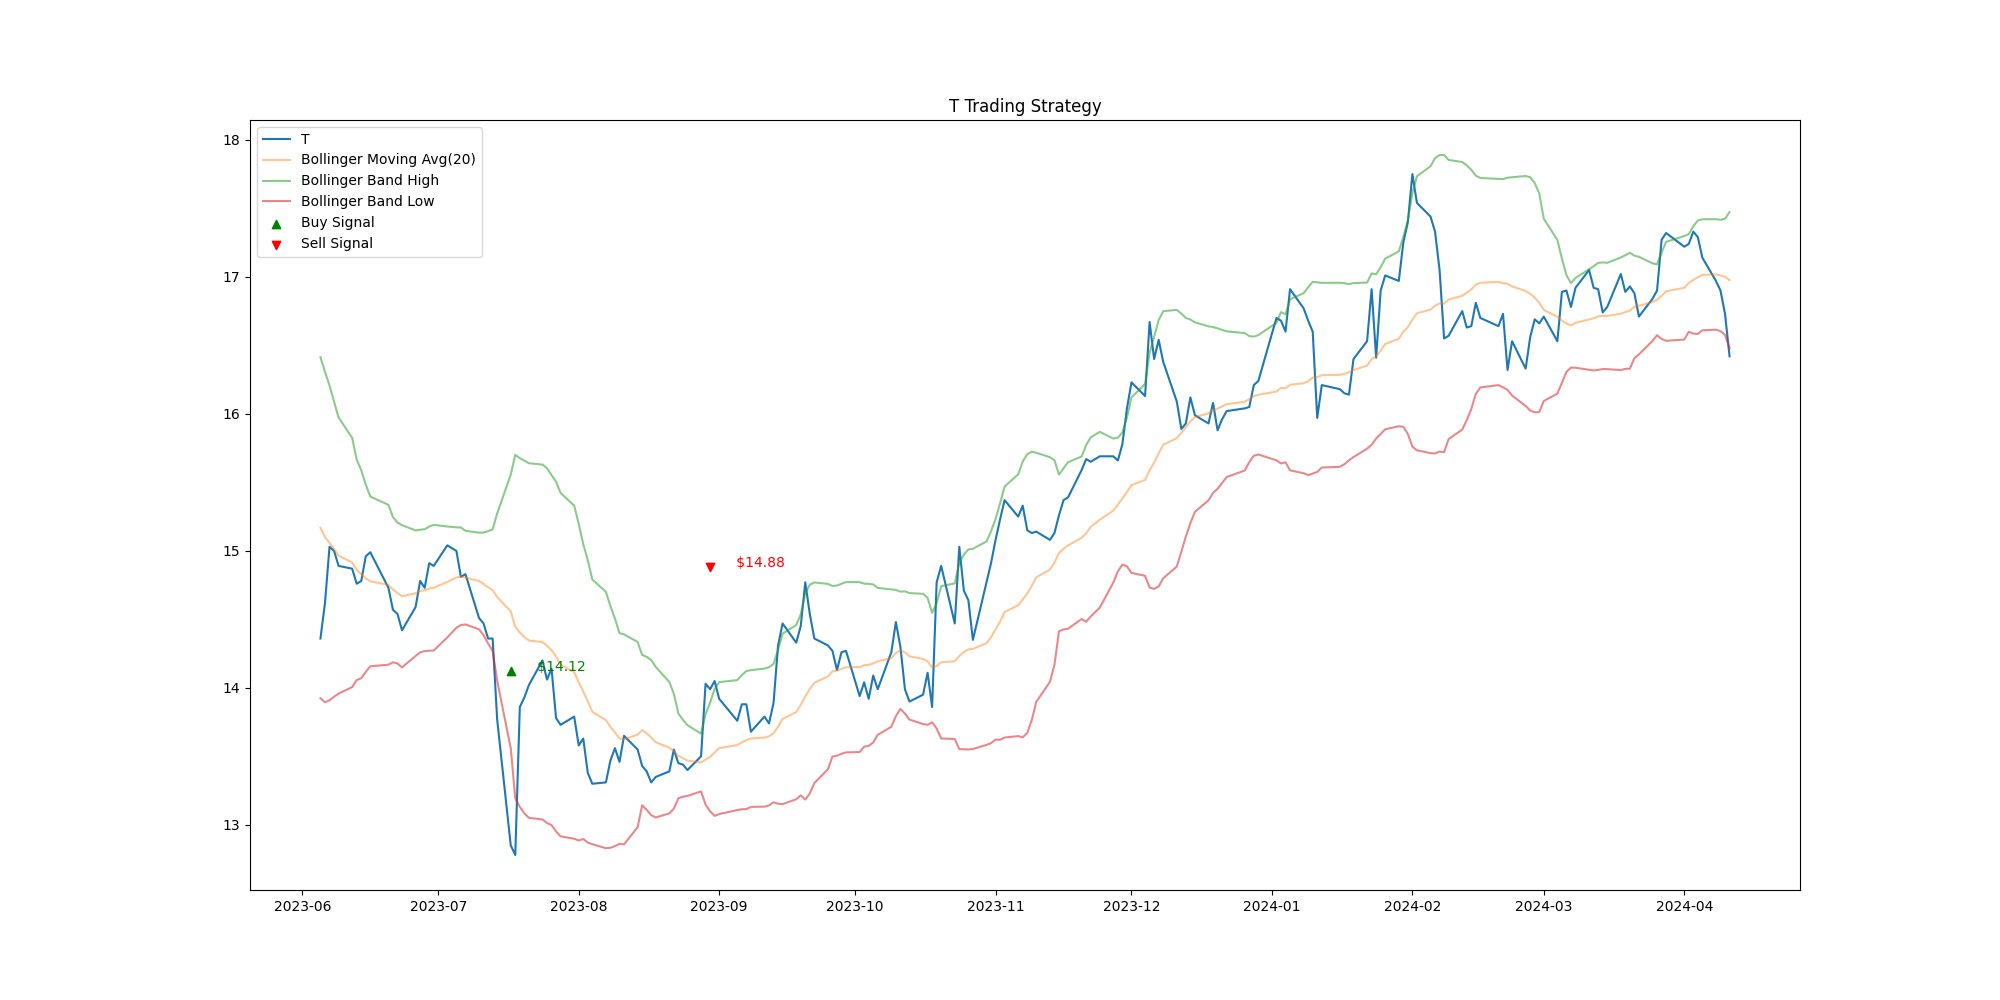 T Trading Strategy
18
17
16
15
14
13
T
Bollinger Moving Avg(20)
Bollinger Band High
Bollinger Band Low
Buy Signal
Sell Signal
$14.88
$14.12
2023-06 2023-07 2023-08 2023-09 2023-10 2023-11 2023-12 2024-01 2024-02 2024-03 2024-04